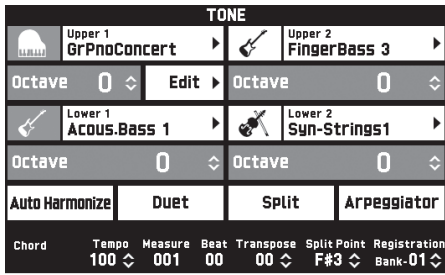 TONE
Upper 1
GrPnoConcert
Upper 2
FingerBass 3
Octave 0 Edit
Octave 0
Lower 1
Acous.Bass 1
Lower 2
Syn-Strings1
Octave 0
Octave 0
Auto Harmonize Duet Split Arpeggiator
Chord Tempo Measure Beat Transpose Split Point Registration
100 001 00 00 F#3 Bank-01